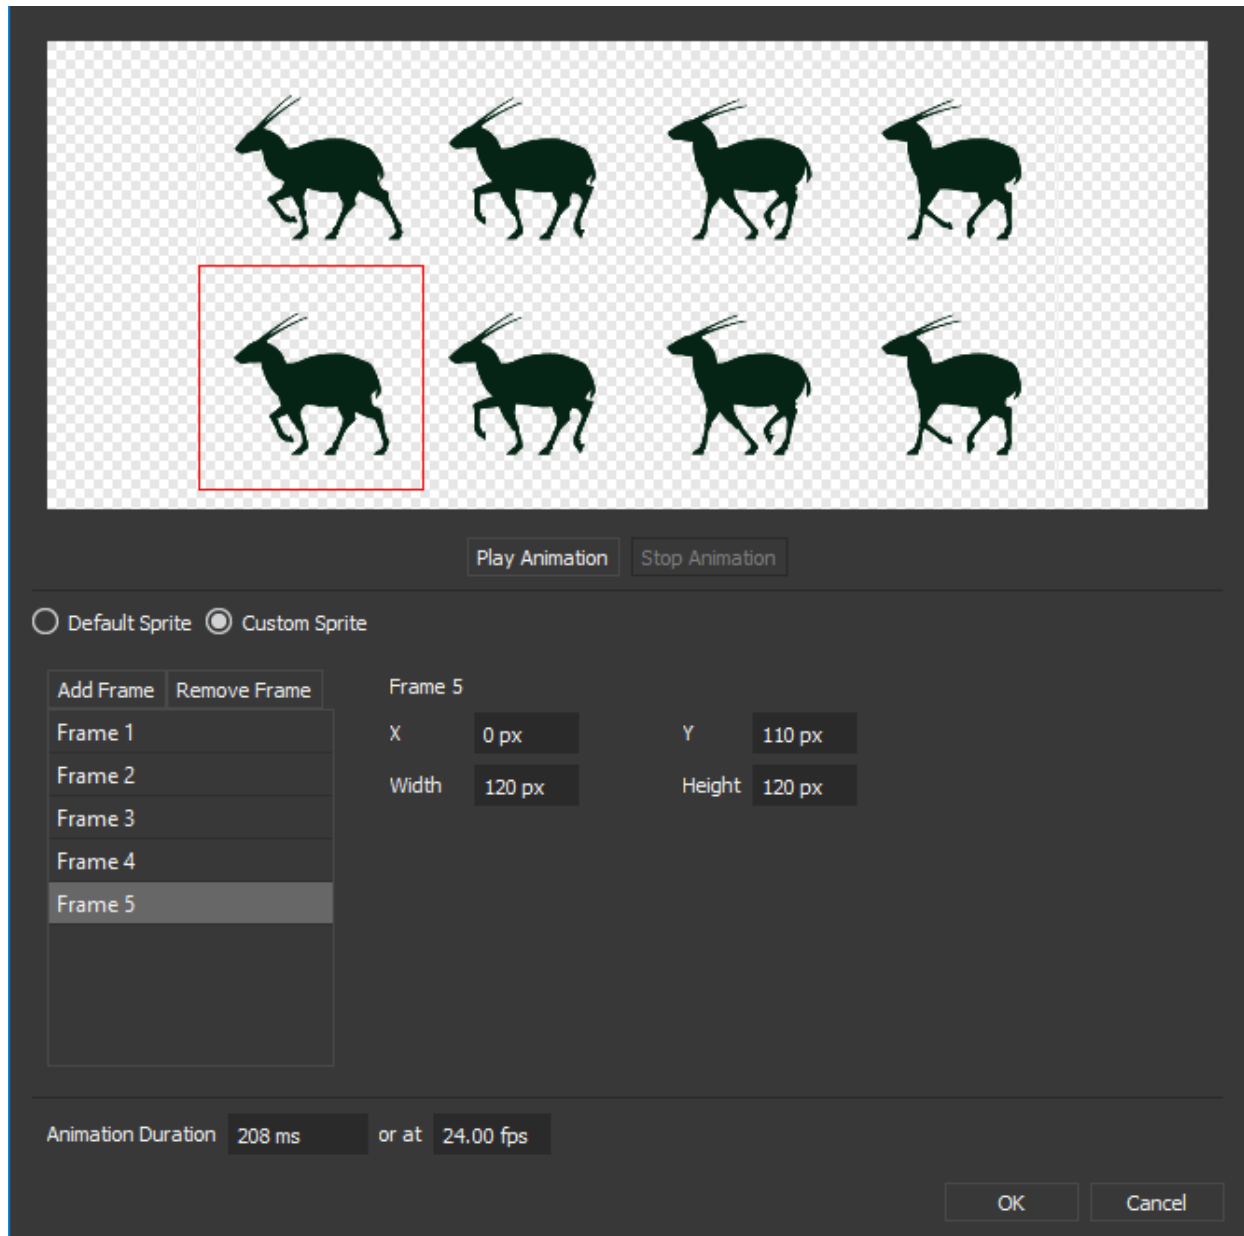 Play Animation Stop Animation
Default Sprite Custom Sprite
Add Frame Remove Frame Frame 5
Frame 1 X 0 px Y 110 px
Frame 2 Width 120 px Height 120 px
Frame 3
Frame 4
Frame 5
Animation Duration 208 ms or at 24.00 fps
OK Cancel